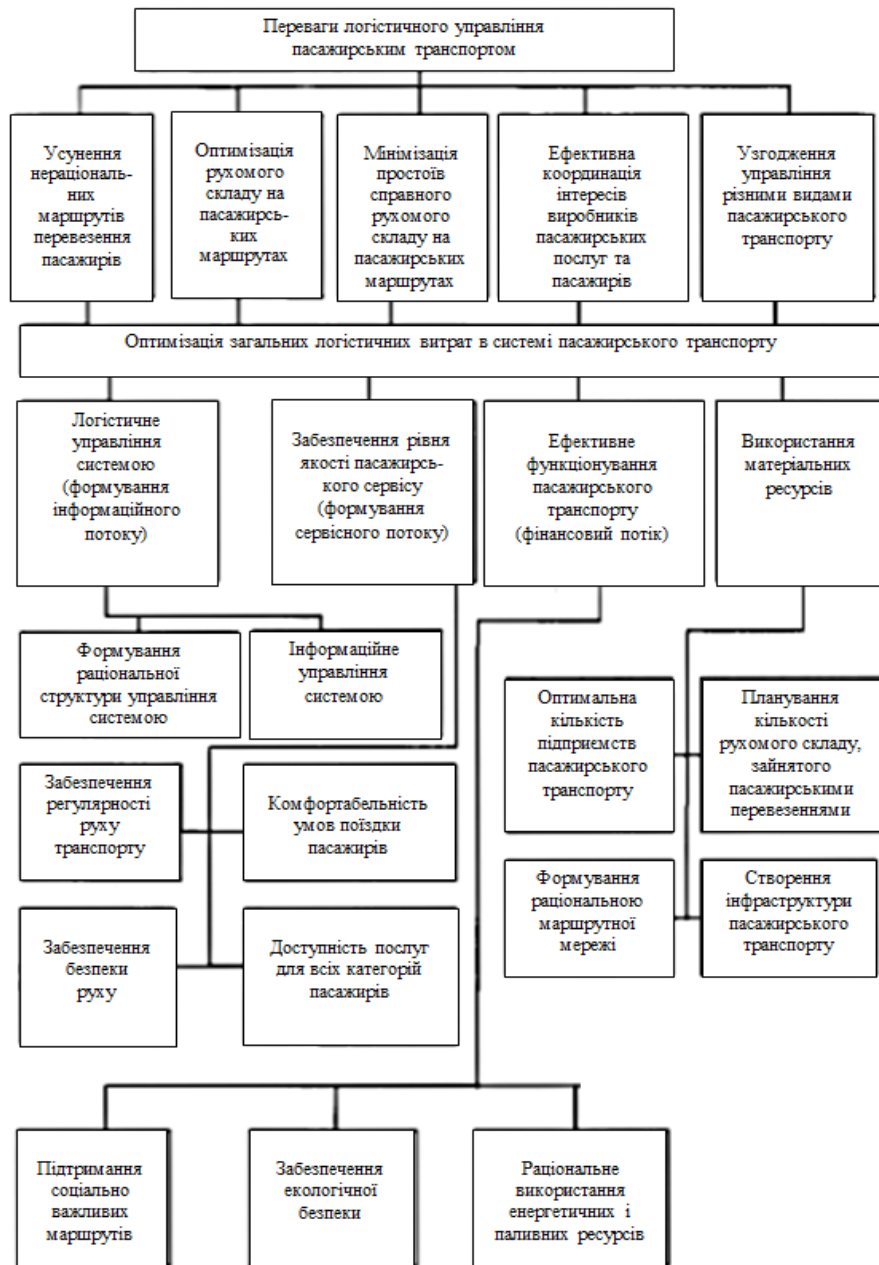 Переваги логістичного управління
пасажирським транспортом
Усунення
нераціональ-
них
маршрутів
перевезення
пасажирів
Оптимізація
рухомого
складу на
пасажирсь-
ких
маршрутах
Мінімізація
простоїв
справного
рухомого
складу на
пасажирських
маршрутах
Ефективна
координація
інтересів
виробників
пасажирських
послуг та
пасажирів
Узгодження
управління
різними видами
пасажирського
транспорту
Оптимізація загальних логістичних витрат в системі пасажирського транспорту
Логістичне
управління
системою
(формування
інформаційного
потоку)
Забезпечення рівня
якості пасажирсь-
кого сервісу
(формування
сервісного потоку)
Ефективне
функціонування
пасажирського
транспорту
(фінансовий потік)
Використання
матеріальних
ресурсів
Формування
раціональної
структури управління
системою
Інформаційне
управління
системою
Оптимальна
кількість
підприємств
пасажирського
транспорту
Планування
кількості
рухомого складу,
зайнятого
пасажирськими
перевезеннями
Забезпечення
регулярності
руху
транспорту
Комфортабельність
умов поїздки
пасажирів
Формування
раціональною
маршрутної
мережі
Створення
інфраструктури
пасажирського
транспорту
Забезпечення
безпеки
руху
Доступність послуг
для всіх категорій
пасажирів
Підтримання
соціально
важливих
маршрутів
Забезпечення
екологічної
безпеки
Раціональне
використання
енергетичних і
паливних ресурсів